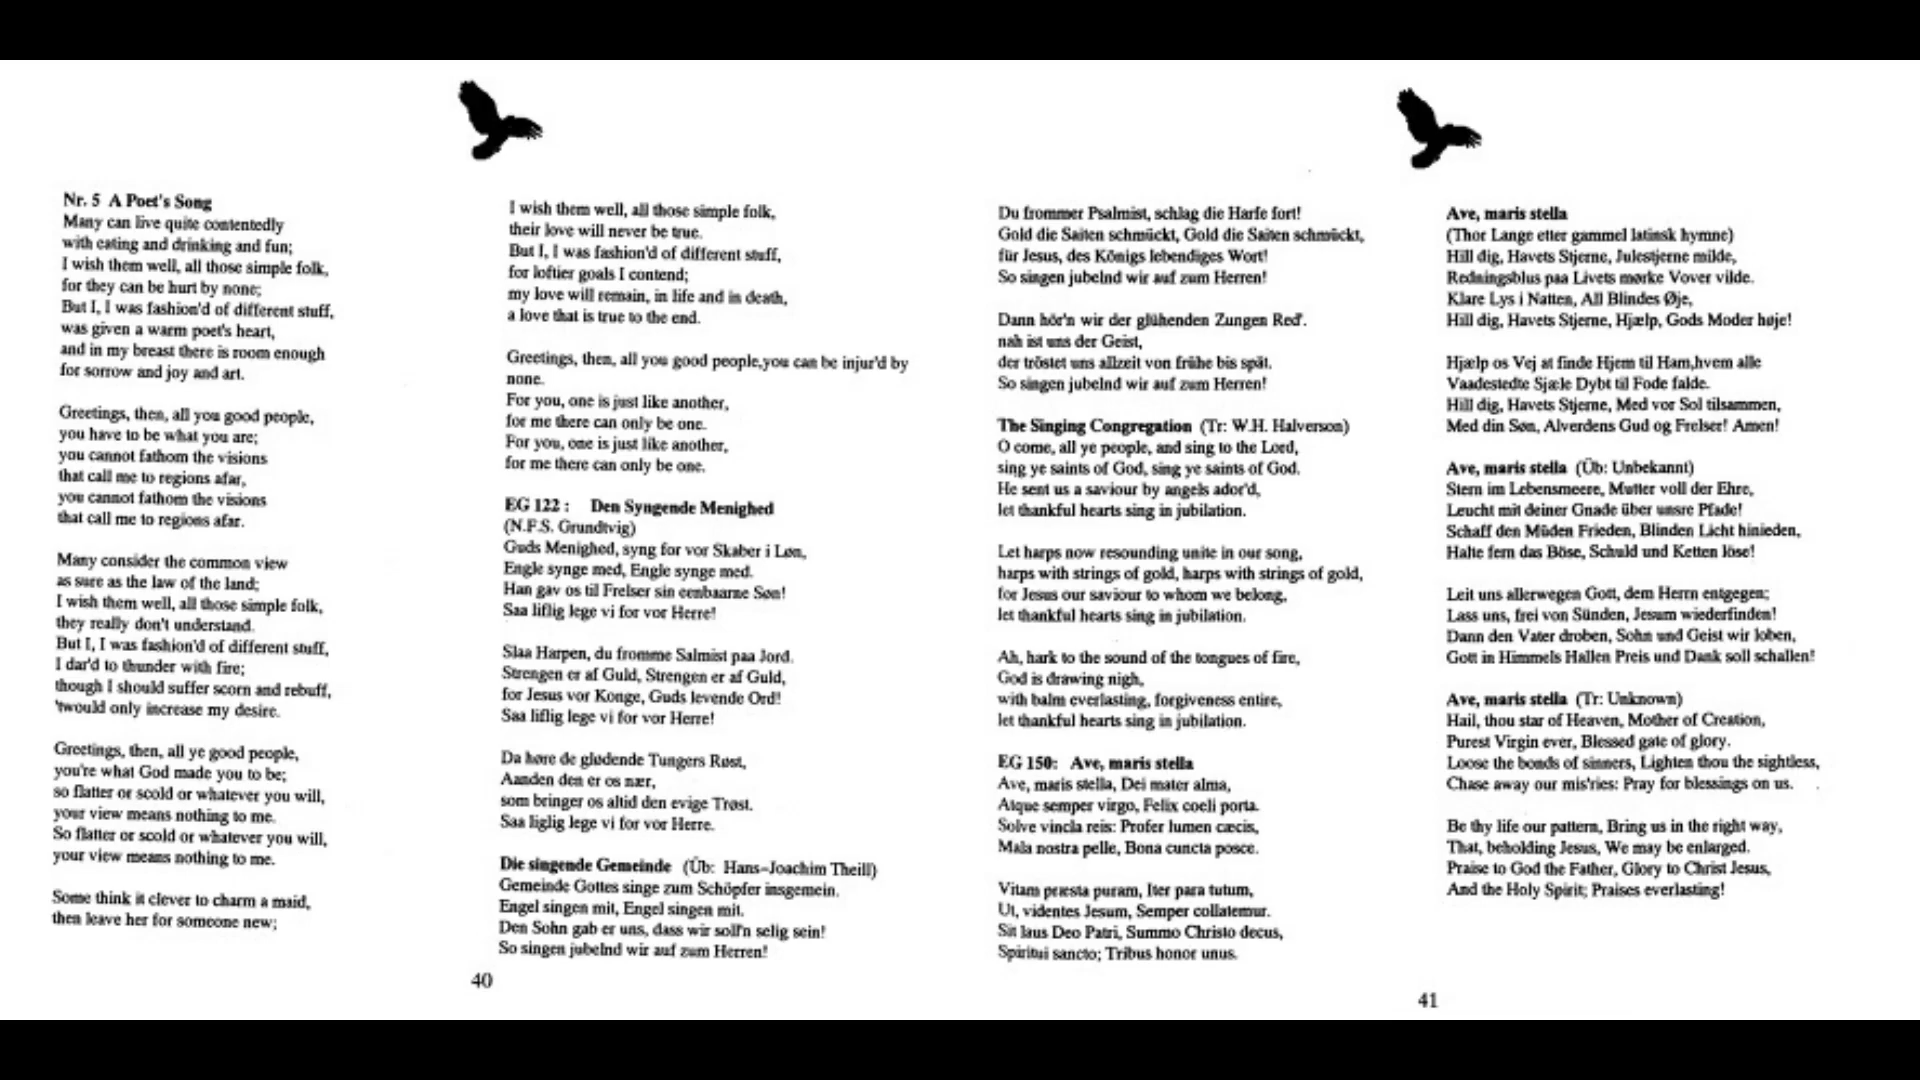 Nr. 5 A Poet's Song
Many can live quite contentedly
with eating and drinking and fun;
I wish them well, all those simple folk,
for they can be hurt by none;
But I, I was fashion'd of different stuff,
was given a warm poet's heart,
and in my breast there is room enough
for sorrow and joy and art.
Greetings, then, all you good people,
you have to be what you are;
you cannot fathom the visions
that call me to regions afar,
you cannot fathom the visions
that call me to regions afar.
Many consider the common view
as sure as the law of the land;
I wish them well, all those simple folk,
they really don't understand.
But I, I was fashion'd of different stuff,
I dar'd to thunder with fire;
though I should suffer scorn and rebuff,
'twould only increase my desire.
Greetings, then, all ye good people,
you're what God made you to be;
so flatter or scold or whatever you will,
your view means nothing to me.
So flatter or scold or whatever you will,
your view means nothing to me.
Some think it clever to charm a maid,
then leave her for someone new;
I wish them well, all those simple folk,
their love will never be true.
But I, I was fashion'd of different stuff,
for loftier goals I contend;
my love will remain, in life and in death,
a love that is true to the end.
Greetings, then, all you good people,you can be injur'd by
none.
For you, one is just like another,
for me there can only be one.
For you, one is just like another,
for me there can only be one.
EG 122 : Den Syngende Menighed
(N.F.S. Grundtvig)
Guds Menighed, syng for vor Skaber i Løn,
Engle synge med, Engle synge med.
Han gav os til Frelser sin eenbaarne Søn!
Saa liflig lege vi for vor Herre!
Slaa Harpen, du fromme Salmist paa Jord.
Strengen er af Guld, Strengen er af Guld,
for Jesus vor Konge, Guds levende Ord!
Saa liflig lege vi for vor Herre!
Da høre de glødende Tungers Røst,
Aanden den er os nær,
som bringer os altid den evige Trøst.
Saa liglig lege vi for vor Herre.
Die singende Gemeinde (Üb: Hans-Joachim Theill)
Gemeinde Gottes singe zum Schöpfer insgemein.
Engel singen mit, Engel singen mit.
Den Sohn gab er uns, dass wir soll'n selig sein!
So singen jubelnd wir auf zum Herren!
40
Du frommer Psalmist, schlag die Harfe fort!
Gold die Saiten schmückt, Gold die Saiten schmückt,
für Jesus, des Königs lebendiges Wort!
So singen jubelnd wir auf zum Herren!
Dann hör'n wir der glühenden Zungen Red'.
nah ist uns der Geist,
der tröstet uns allzeit von frühe bis spät.
So singen jubelnd wir auf zum Herren!
The Singing Congregation (Tr: W.H. Halverson)
O come, all ye people, and sing to the Lord,
sing ye saints of God, sing ye saints of God.
He sent us a saviour by angels ador'd,
let thankful hearts sing in jubilation.
Let harps now resounding unite in our song,
harps with strings of gold, harps with strings of gold,
for Jesus our saviour to whom we belong,
let thankful hearts sing in jubilation.
Ah, hark to the sound of the tongues of fire,
God is drawing nigh,
with balm everlasting, forgiveness entire,
let thankful hearts sing in jubilation.
EG 150: Ave, maris stella
Ave, maris stella, Dei mater alma,
Atque semper virgo, Felix coeli porta.
Solve vincla reis: Profer lumen cæcis,
Mala nostra pelle, Bona cuncta posce.
Vitam præsta puram, Iter para tutum,
Ut, videntes Jesum, Semper collatemur.
Sit laus Deo Patri, Summo Christo decus,
Spiritui sancto; Tribus honor unus.
Ave, maris stella
(Thor Lange etter gammel latinsk hymne)
Hill dig, Havets Stjerne, Julestjerne milde,
Redningsblus paa Livets mørke Vover vilde.
Klare Lys i Natten, All Blindes Øje,
Hill dig, Havets Stjerne, Hjælp, Gods Moder høje!
Hjælp os Vej at finde Hjem til Ham,hvem alle
Vaadestedte Sjæle Dybt til Fode falde.
Hill dig, Havets Stjerne, Med vor Sol tilsammen,
Med din Søn, Alverdens Gud og Frelser! Amen!
Ave, maris stella (Üb: Unbekannt)
Stern im Lebensmeere, Mutter voll der Ehre,
Leucht mit deiner Gnade über unsre Pfade!
Schaff den Müden Frieden, Blinden Licht hinieden,
Halte fern das Böse, Schuld und Ketten löse!
Leit uns allerwegen Gott, dem Herrn entgegen;
Lass uns, frei von Sünden, Jesum wiederfinden!
Dann den Vater droben, Sohn und Geist wir loben,
Gott in Himmels Hallen Preis und Dank soll schallen!
Ave, maris stella (Tr: Unknown)
Hail, thou star of Heaven, Mother of Creation,
Purest Virgin ever, Blessed gate of glory.
Loose the bonds of sinners, Lighten thou the sightless,
Chase away our mis'ries: Pray for blessings on us.
Be thy life our pattern, Bring us in the right way,
That, beholding Jesus, We may be enlarged.
Praise to God the Father, Glory to Christ Jesus,
And the Holy Spirit; Praises everlasting!
41